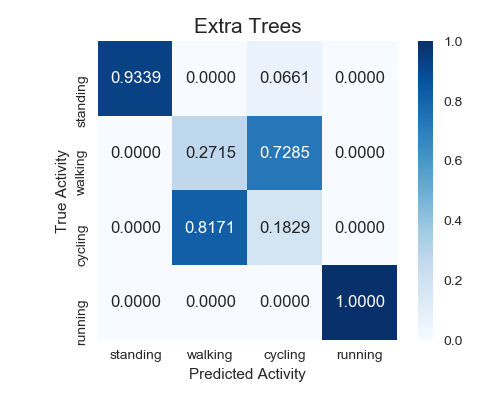 Extra Trees
True Activity
standing
0.9339 0.0000 0.0661 0.0000
walking
0.0000 0.2715 0.7285 0.0000
cycling
0.0000 0.8171 0.1829 0.0000
running
0.0000 0.0000 0.0000 1.0000
standing walking cycling running
Predicted Activity
1.0
0.8
0.6
0.4
0.2
0.0